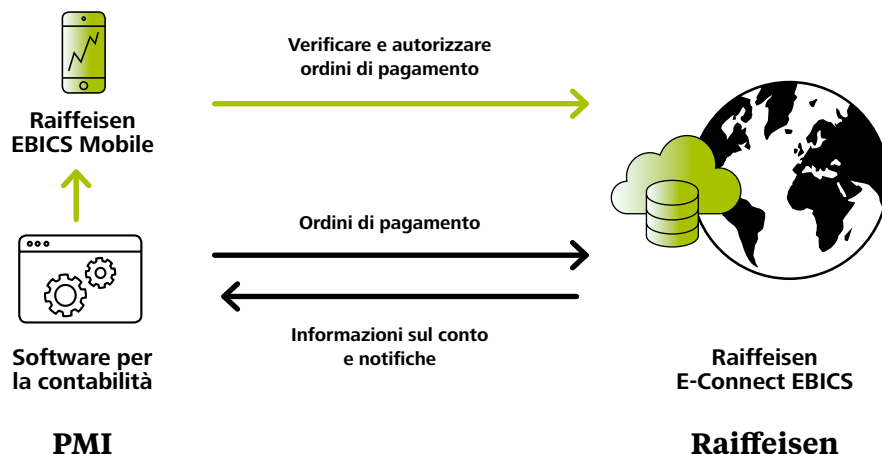 Verificare e autorizzare
ordini di pagamento
Raiffeisen
EBICS Mobile
Ordini di pagamento
Informazioni sul conto
e notifiche
Software per
la contabilità
Raiffeisen
E-Connect EBICS
PMI
Raiffeisen